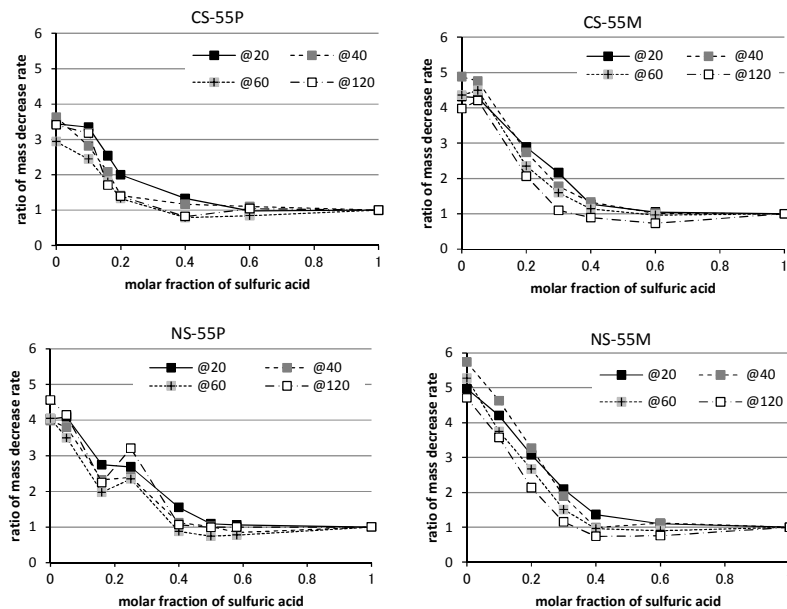 CS-55P
6
5
4
3
2
1
0
@20 @40
@60 @120
ratio of mass decrease rate
0 0.2 0.4 0.6 0.8 1
molar fraction of sulfuric acid
CS-55M
6
5
4
3
2
1
0
@20 @40
@60 @120
ratio of mass decrease rate
0 0.2 0.4 0.6 0.8 1
molar fraction of sulfuric acid
NS-55P
6
5
4
3
2
1
0
@20 @40
@60 @120
ratio of mass decrease rate
0 0.2 0.4 0.6 0.8 1
molar fraction of sulfuric acid
NS-55M
6
5
4
3
2
1
0
@20 @40
@60 @120
ratio of mass decrease rate
0 0.2 0.4 0.6 0.8 1
molar fraction of sulfuric acid